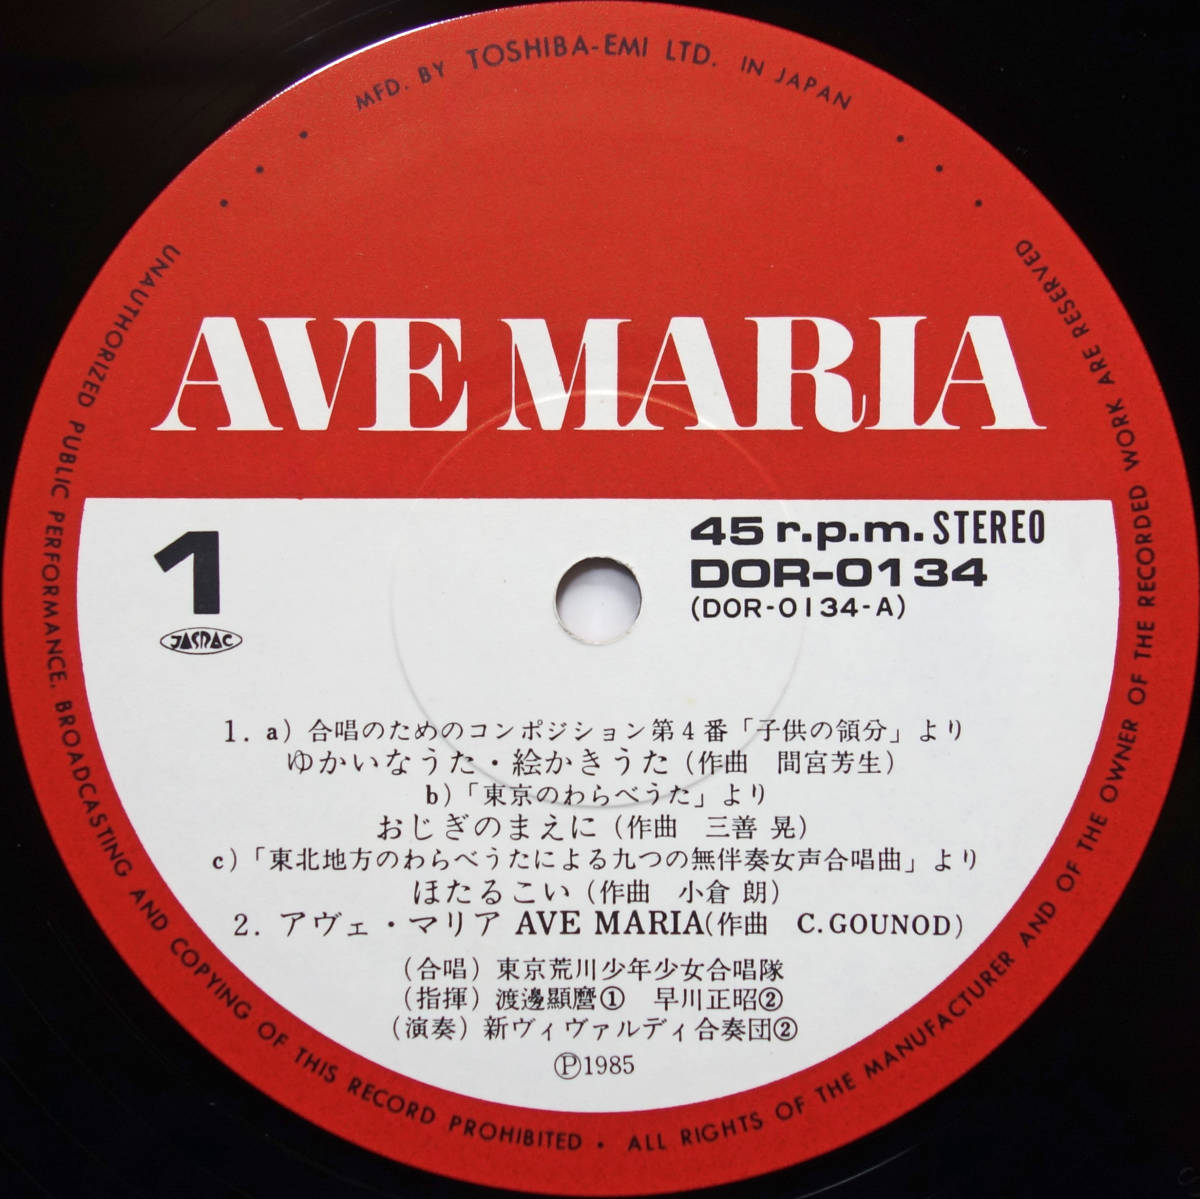 MFD. BY TOSHIBA-EMI LTD. IN JAPAN
AVE MARIA
1
JASRAC
45 r.p.m. STEREO
DOR-0134
(DOR-0134-A)
1. a) 合唱のためのコンポジション第4番「子供の領分」より
ゆかいなうた・絵かきうた (作曲 間宮芳生)
b)「東京のわらべうた」より
おじぎのまえに (作曲 三善 晃)
c)「東北地方のわらべうたによる九つの無伴奏女声合唱曲」より
ほたるこい (作曲 小倉 朗)
2. アヴェ・マリア AVE MARIA (作曲 C.GOUNOD)
(合唱) 東京荒川少年少女合唱隊
(指揮) 渡邊顯麿① 早川正昭②
(演奏) 新ヴィヴァルディ合奏団②
Ⓟ1985
UNAUTHORIZED PUBLIC PERFORMANCE, BROADCASTING AND COPYING OF THIS RECORD PROHIBITED • ALL RIGHTS OF THE MANUFACTURER AND OF THE OWNER OF THE RECORDED WORK ARE RESERVED